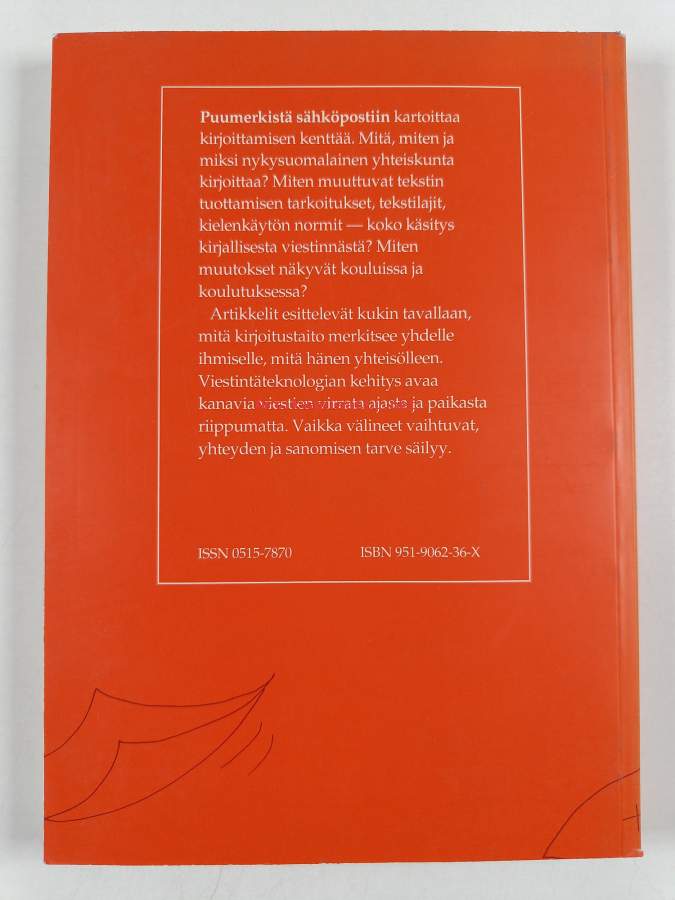 Puumerkistä sähköpostiin kartoittaa
kirjoittamisen kenttää. Mitä, miten ja
miksi nykysuomalainen yhteiskunta
kirjoittaa? Miten muuttuvat tekstin
tuottamisen tarkoitukset, tekstilajit,
kielenkäytön normit — koko käsitys
kirjallisesta viestinnästä? Miten
muutokset näkyvät kouluissa ja
koulutuksessa?
Artikkelit esittelevät kukin tavallaan,
mitä kirjoitustaito merkitsee yhdelle
ihmiselle, mitä hänen yhteisölleen.
Viestintäteknologian kehitys avaa
kanavia viestien virrata ajasta ja paikasta
riippumatta. Vaikka välineet vaihtuvat,
yhteyden ja sanomisen tarve säilyy.
ISSN 0515-7870 ISBN 951-9062-36-X